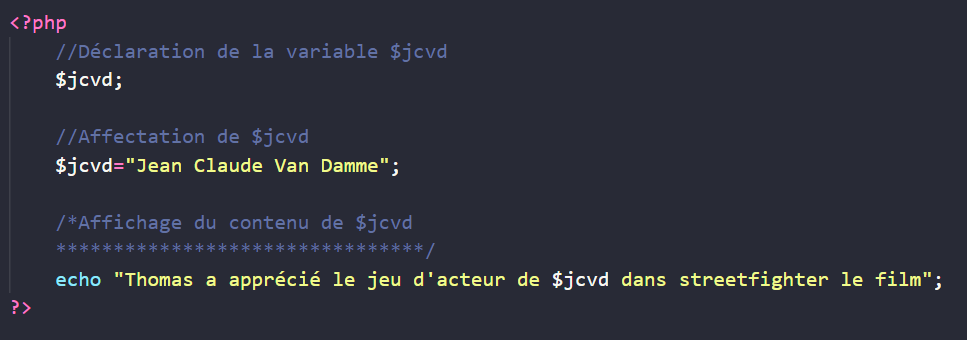 <?php
//Déclaration de la variable $jcvd
$jcvd;
//Affectation de $jcvd
$jcvd="Jean Claude Van Damme";
/*Affichage du contenu de $jcvd
********************************/
echo "Thomas a apprécié le jeu d'acteur de $jcvd dans streetfighter le film";
?>